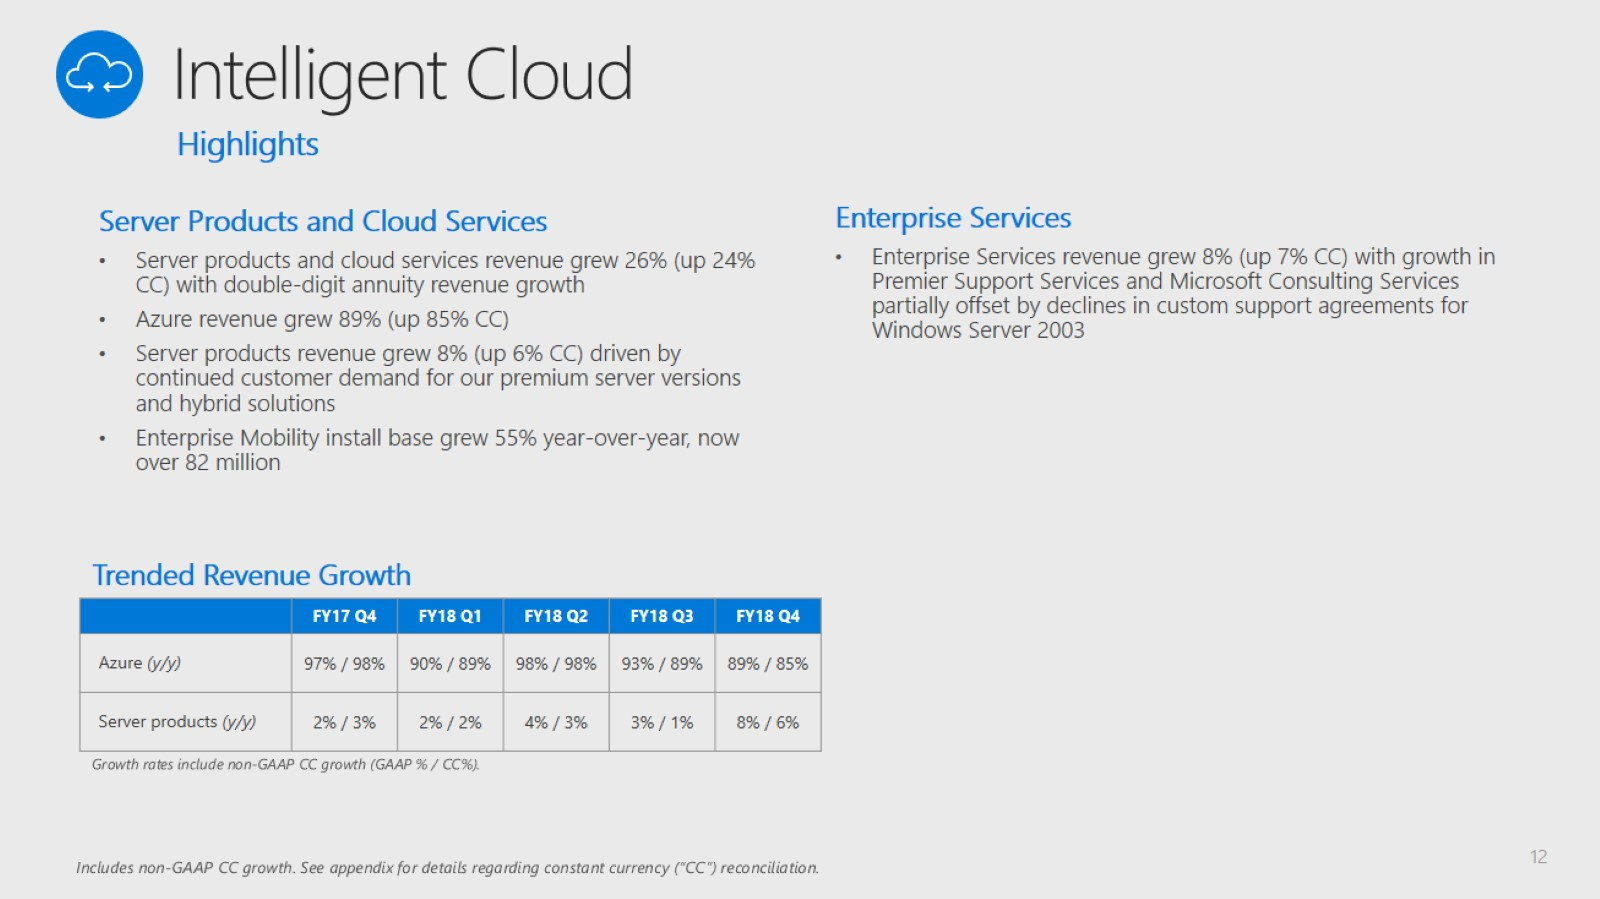 Intelligent Cloud
Highlights
Server Products and Cloud Services
• Server products and cloud services revenue grew 26% (up 24%
CC) with double-digit annuity revenue growth
• Azure revenue grew 89% (up 85% CC)
• Server products revenue grew 8% (up 6% CC) driven by
continued customer demand for our premium server versions
and hybrid solutions
• Enterprise Mobility install base grew 55% year-over-year, now
over 82 million
Enterprise Services
• Enterprise Services revenue grew 8% (up 7% CC) with growth in
Premier Support Services and Microsoft Consulting Services
partially offset by declines in custom support agreements for
Windows Server 2003
Trended Revenue Growth
FY17 Q4 FY18 Q1 FY18 Q2 FY18 Q3 FY18 Q4
Azure (y/y) 97% / 98% 90% / 89% 98% / 98% 93% / 89% 89% / 85%
Server products (y/y) 2% / 3% 2% / 2% 4% / 3% 3% / 1% 8% / 6%
Growth rates include non-GAAP CC growth (GAAP % / CC%).
Includes non-GAAP CC growth. See appendix for details regarding constant currency ("CC") reconciliation.
12